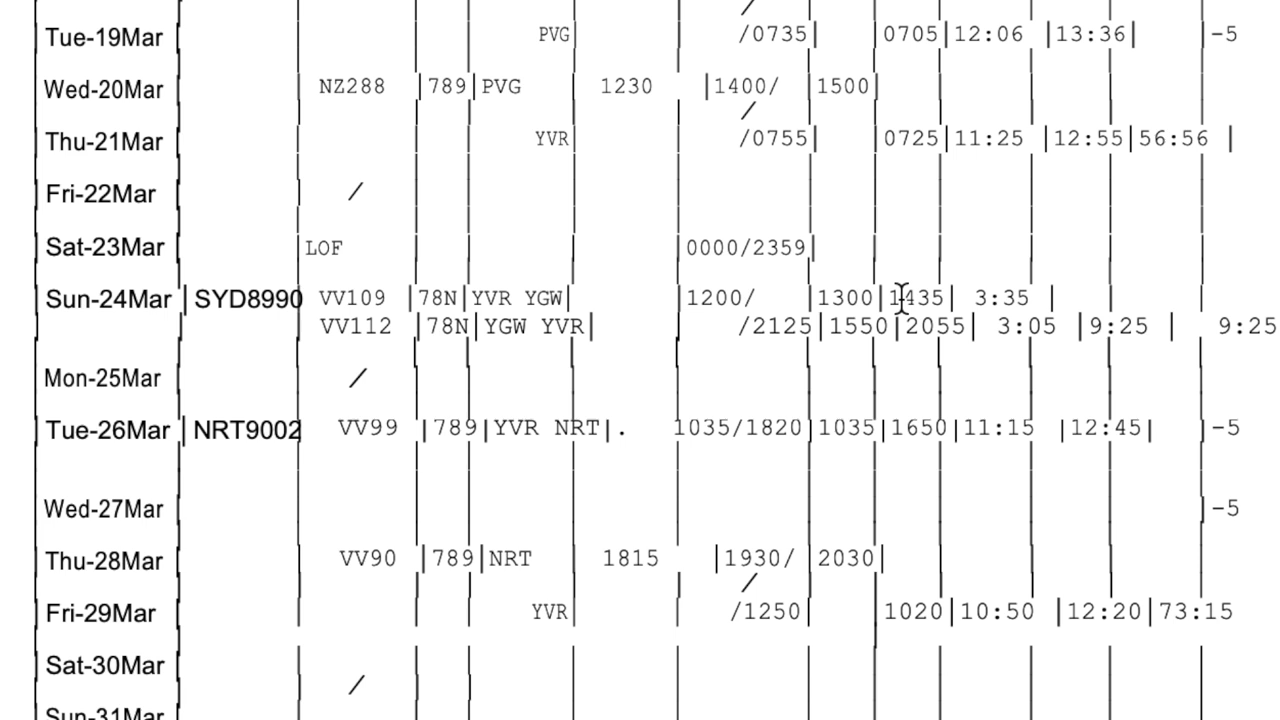 /
Tue-19Mar PVG| /0735| 0705|12:06 |13:36| |-5
Wed-20Mar NZ288 |789|PVG 1230 |1400/ |1500|
/
Thu-21Mar YVR| /0755| 0725|11:25 |12:55|56:56 |
Fri-22Mar /
Sat-23Mar |LOF 0000/2359|
Sun-24Mar |SYD8990 VV109 |78N|YVR YGW| |1200/ |1300|1435| 3:35 |
VV112 |78N|YGW YVR| /2125|1550|2055| 3:05 |9:25 | 9:25
Mon-25Mar /
Tue-26Mar |NRT9002 VV99 |789|YVR NRT|. 1035/1820|1035|1650|11:15 |12:45| |-5
Wed-27Mar |-5
Thu-28Mar VV90 |789|NRT 1815 |1930/ 2030|
/
Fri-29Mar YVR| /1250| |1020|10:50 |12:20|73:15
Sat-30Mar
/
Sun-31Mar